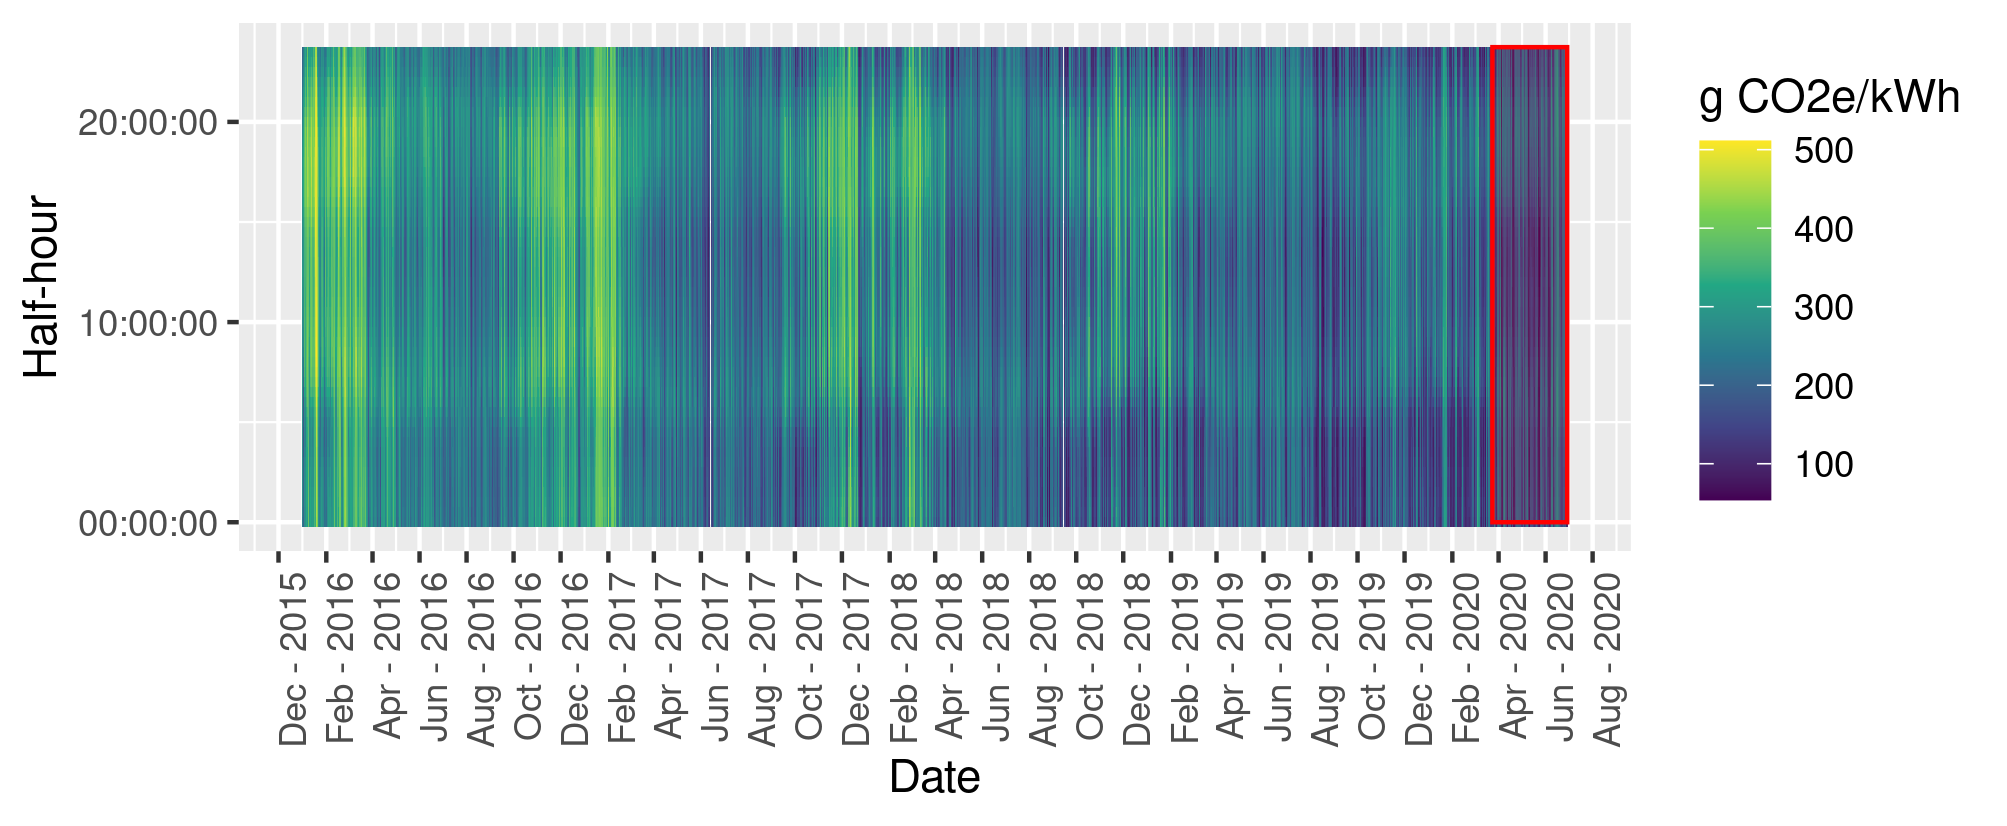 g CO2e/kWh
500
400
300
200
100
Half-hour
20:00:00
10:00:00
00:00:00
Dec - 2015
Feb - 2016
Apr - 2016
Jun - 2016
Aug - 2016
Oct - 2016
Dec - 2016
Feb - 2017
Apr - 2017
Jun - 2017
Aug - 2017
Oct - 2017
Dec - 2017
Feb - 2018
Apr - 2018
Jun - 2018
Aug - 2018
Oct - 2018
Dec - 2018
Feb - 2019
Apr - 2019
Jun - 2019
Aug - 2019
Oct - 2019
Dec - 2019
Feb - 2020
Apr - 2020
Jun - 2020
Aug - 2020
Date